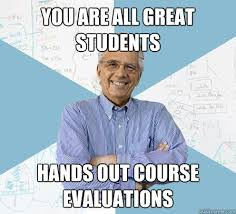 YOU ARE ALL GREAT
STUDENTS
HANDS OUT COURSE
EVALUATIONS